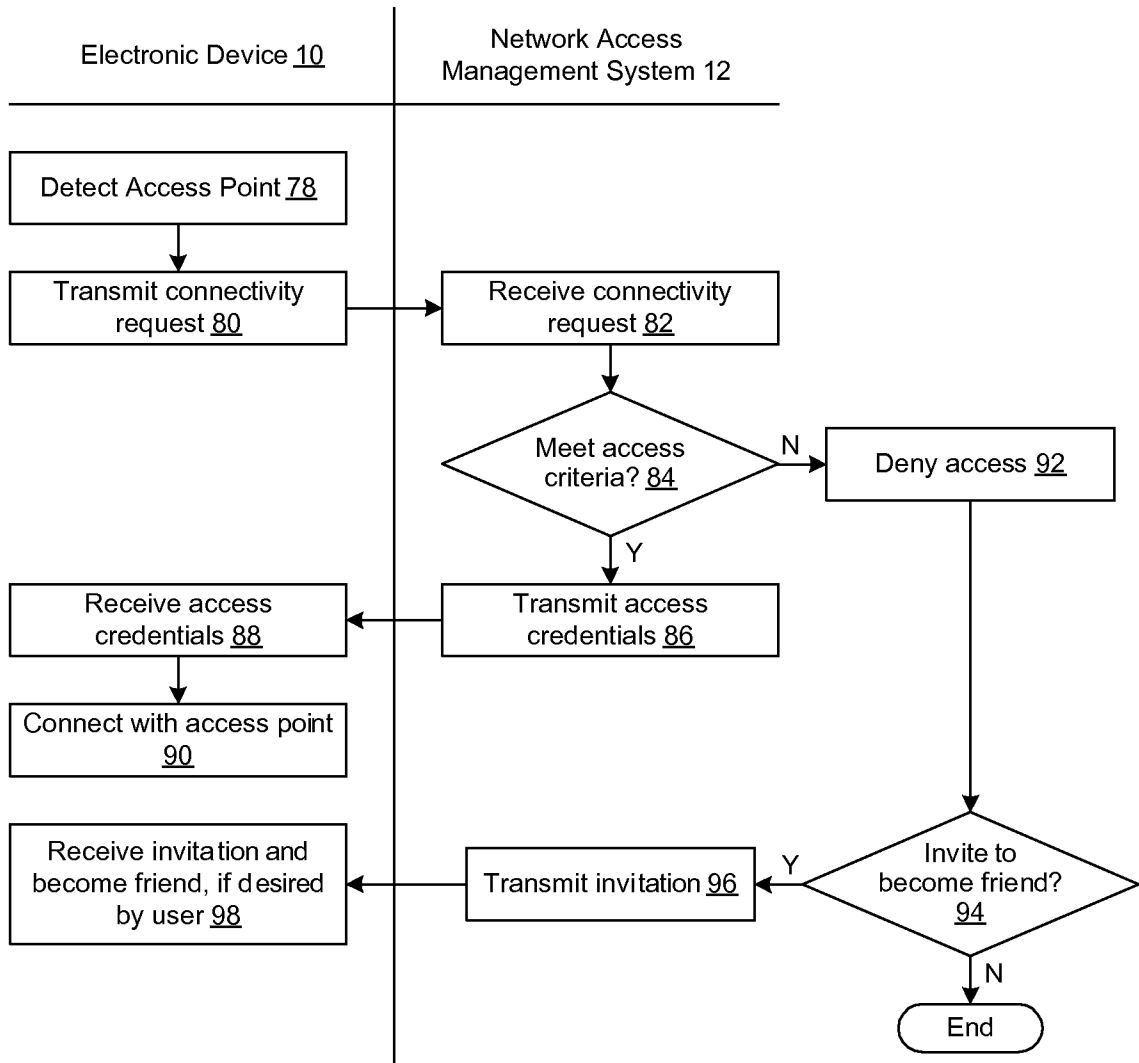 Electronic Device 10
Network Access
Management System 12
Detect Access Point 78
Transmit connectivity
request 80
Receive connectivity
request 82
Meet access
criteria? 84
N
Deny access 92
Y
Receive access
credentials 88
Transmit access
credentials 86
Connect with access point
90
Receive invitation and
become friend, if desired
by user 98
Transmit invitation 96
Y
Invite to
become friend?
94
N
End